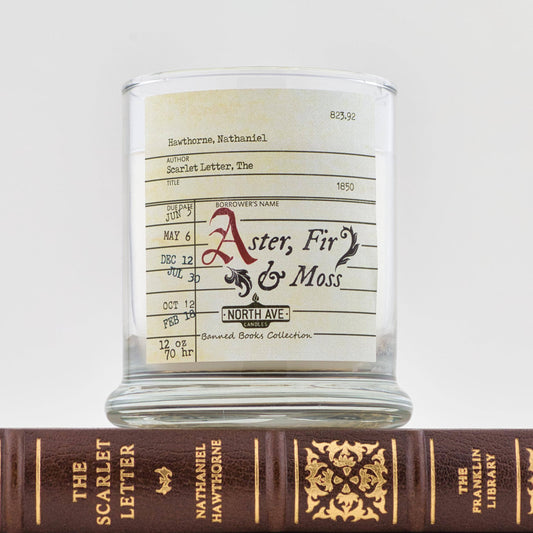 823.92
Hawthorne, Nathaniel
AUTHOR
Scarlet Letter, The
TITLE
1850
DUE DATE
BORROWER'S NAME
JUN 5
MAY 6
DEC 12
JUL 30
OCT 12
FEB 18
12 oz
70 hr
Aster, Fir
& Moss
NORTH AVE
CANDLES
Banned Books Collection
THE
SCARLET
LETTER
NATHANIEL
HAWTHORNE
THE
FRANKLIN
LIBRARY